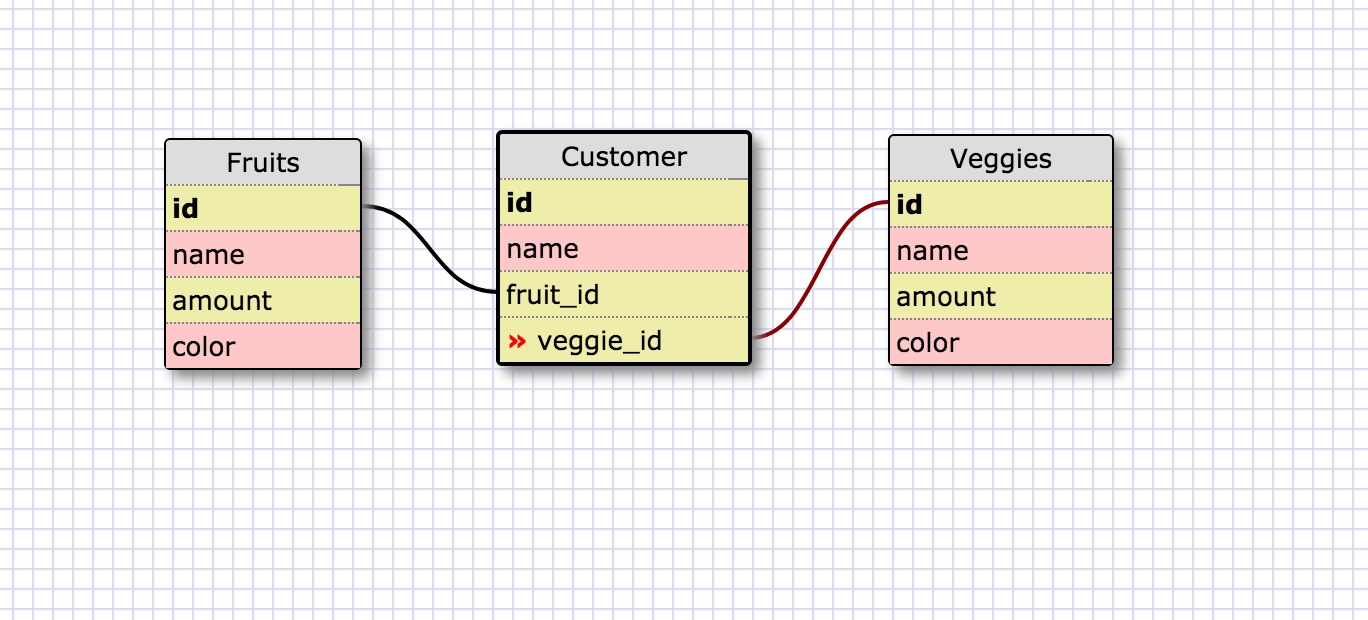 Fruits
id
name
amount
color
Customer
id
name
fruit_id
» veggie_id
Veggies
id
name
amount
color